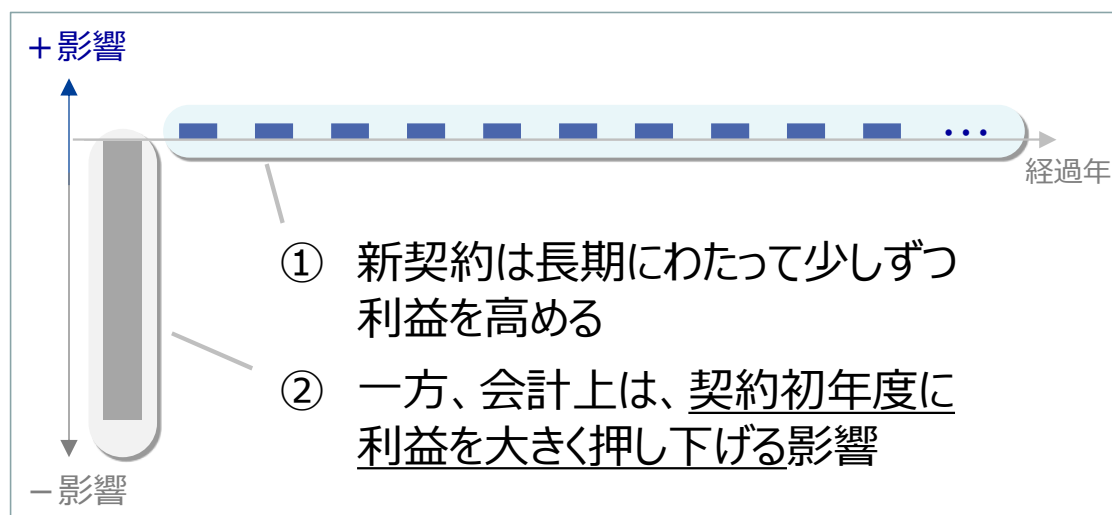 ＋影響
…
経過年
① 新契約は長期にわたって少しずつ
利益を高める
② 一方、会計上は、契約初年度に
利益を大きく押し下げる影響
－影響